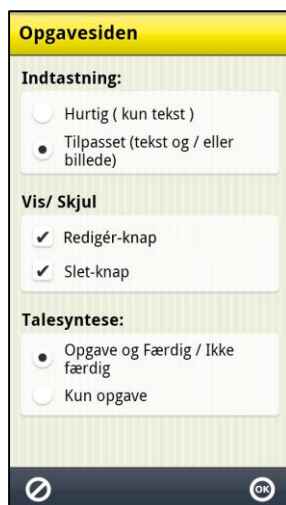 Opgavesiden
Indtastning:
Hurtig ( kun tekst )
Tilpasset (tekst og / eller
billede)
Vis/ Skjul
Redigér-knap
Slet-knap
Talesyntese:
Opgave og Færdig / Ikke
færdig
Kun opgave
OK